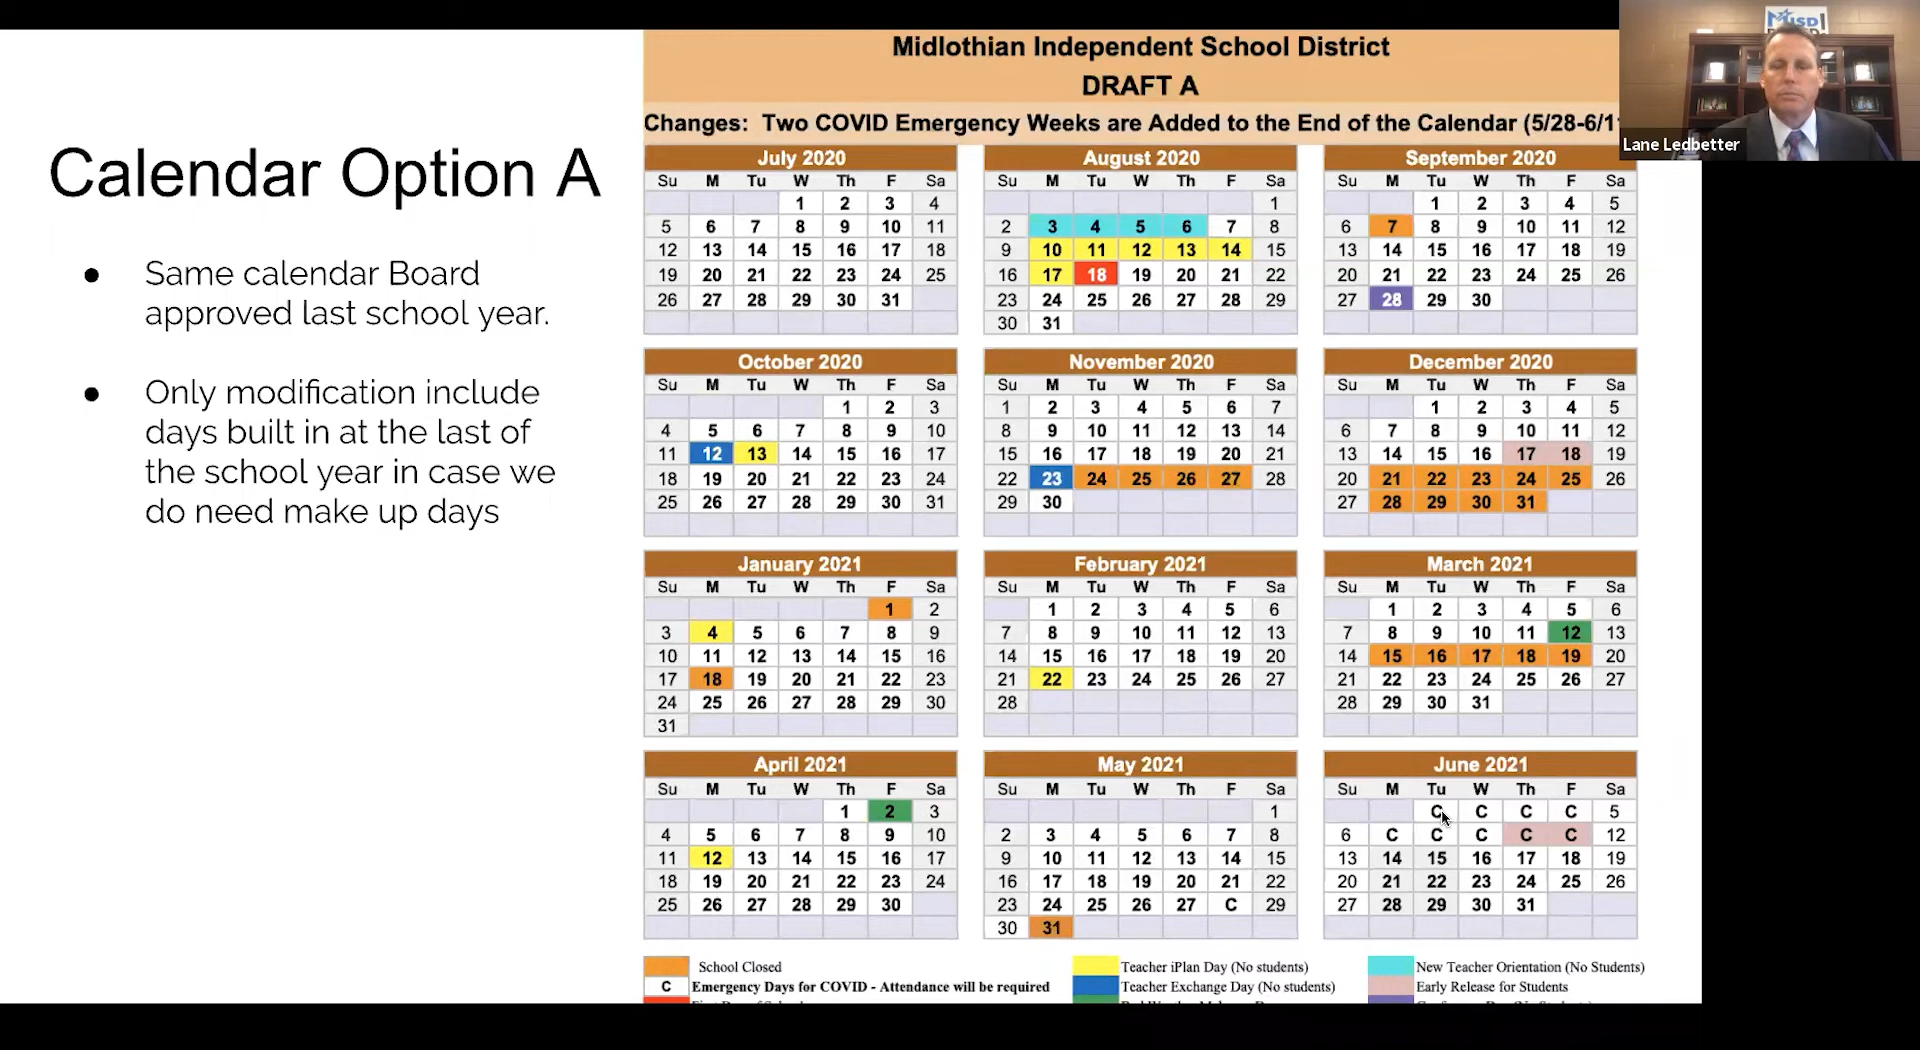 Calendar Option A
● Same calendar Board
approved last school year.
● Only modification include
days built in at the last of
the school year in case we
do need make up days
Midlothian Independent School District
DRAFT A
Changes: Two COVID Emergency Weeks are Added to the End of the Calendar (5/28-6/1
MISD
Lane Ledbetter
July 2020
Su M Tu W Th F Sa
1 2 3 4
5 6 7 8 9 10 11
12 13 14 15 16 17 18
19 20 21 22 23 24 25
26 27 28 29 30 31
August 2020
Su M Tu W Th F Sa
1
2 3 4 5 6 7 8
9 10 11 12 13 14 15
16 17 18 19 20 21 22
23 24 25 26 27 28 29
30 31
September 2020
Su M Tu W Th F Sa
1 2 3 4 5
6 7 8 9 10 11 12
13 14 15 16 17 18 19
20 21 22 23 24 25 26
27 28 29 30
October 2020
Su M Tu W Th F Sa
1 2 3
4 5 6 7 8 9 10
11 12 13 14 15 16 17
18 19 20 21 22 23 24
25 26 27 28 29 30 31
November 2020
Su M Tu W Th F Sa
1 2 3 4 5 6 7
8 9 10 11 12 13 14
15 16 17 18 19 20 21
22 23 24 25 26 27 28
29 30
December 2020
Su M Tu W Th F Sa
1 2 3 4 5
6 7 8 9 10 11 12
13 14 15 16 17 18 19
20 21 22 23 24 25 26
27 28 29 30 31
January 2021
Su M Tu W Th F Sa
1 2
3 4 5 6 7 8 9
10 11 12 13 14 15 16
17 18 19 20 21 22 23
24 25 26 27 28 29 30
31
February 2021
Su M Tu W Th F Sa
1 2 3 4 5 6
7 8 9 10 11 12 13
14 15 16 17 18 19 20
21 22 23 24 25 26 27
28
March 2021
Su M Tu W Th F Sa
1 2 3 4 5 6
7 8 9 10 11 12 13
14 15 16 17 18 19 20
21 22 23 24 25 26 27
28 29 30 31
April 2021
Su M Tu W Th F Sa
1 2 3
4 5 6 7 8 9 10
11 12 13 14 15 16 17
18 19 20 21 22 23 24
25 26 27 28 29 30
May 2021
Su M Tu W Th F Sa
1
2 3 4 5 6 7 8
9 10 11 12 13 14 15
16 17 18 19 20 21 22
23 24 25 26 27 C 29
30 31
June 2021
Su M Tu W Th F Sa
C C C C 5
6 C C C C C 12
13 14 15 16 17 18 19
20 21 22 23 24 25 26
27 28 29 30 31
School Closed
C Emergency Days for COVID - Attendance will be required
Teacher iPlan Day (No students)
Teacher Exchange Day (No students)
New Teacher Orientation (No Students)
Early Release for Students